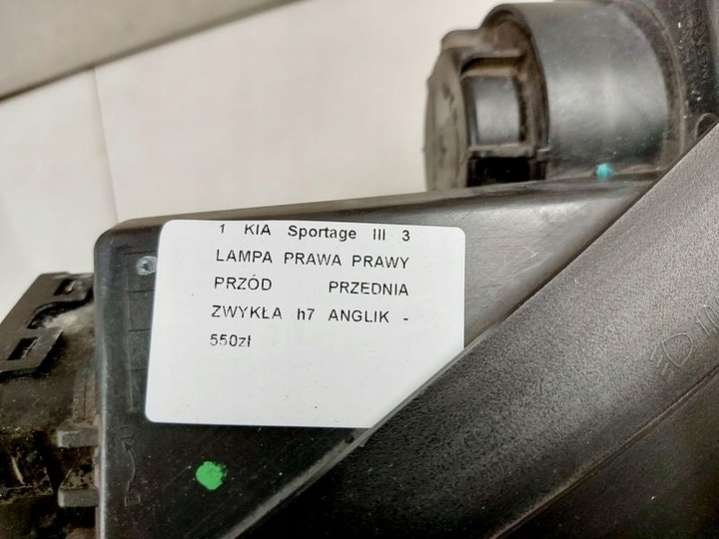 1 KIA Sportage III 3
LAMPA PRAWA PRAWY
PRZÓD PRZEDNIA
ZWYKŁA h7 ANGLIK -
550zł